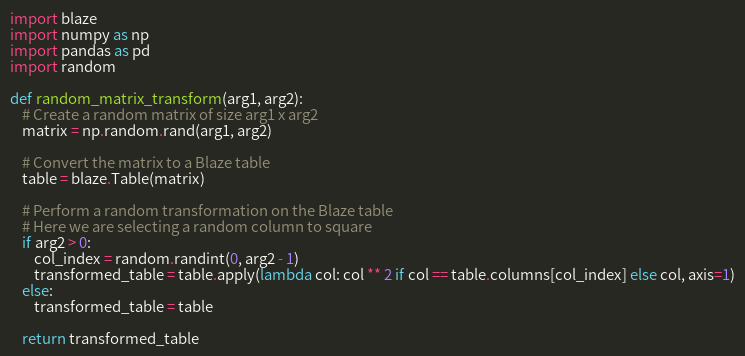 import blaze
import numpy as np
import pandas as pd
import random

def random_matrix_transform(arg1, arg2):
    # Create a random matrix of size arg1 x arg2
    matrix = np.random.rand(arg1, arg2)

    # Convert the matrix to a Blaze table
    table = blaze.Table(matrix)

    # Perform a random transformation on the Blaze table
    # Here we are selecting a random column to square
    if arg2 > 0:
        col_index = random.randint(0, arg2 - 1)
        transformed_table = table.apply(lambda col: col ** 2 if col == table.columns[col_index] else col, axis=1)
    else:
        transformed_table = table

    return transformed_table